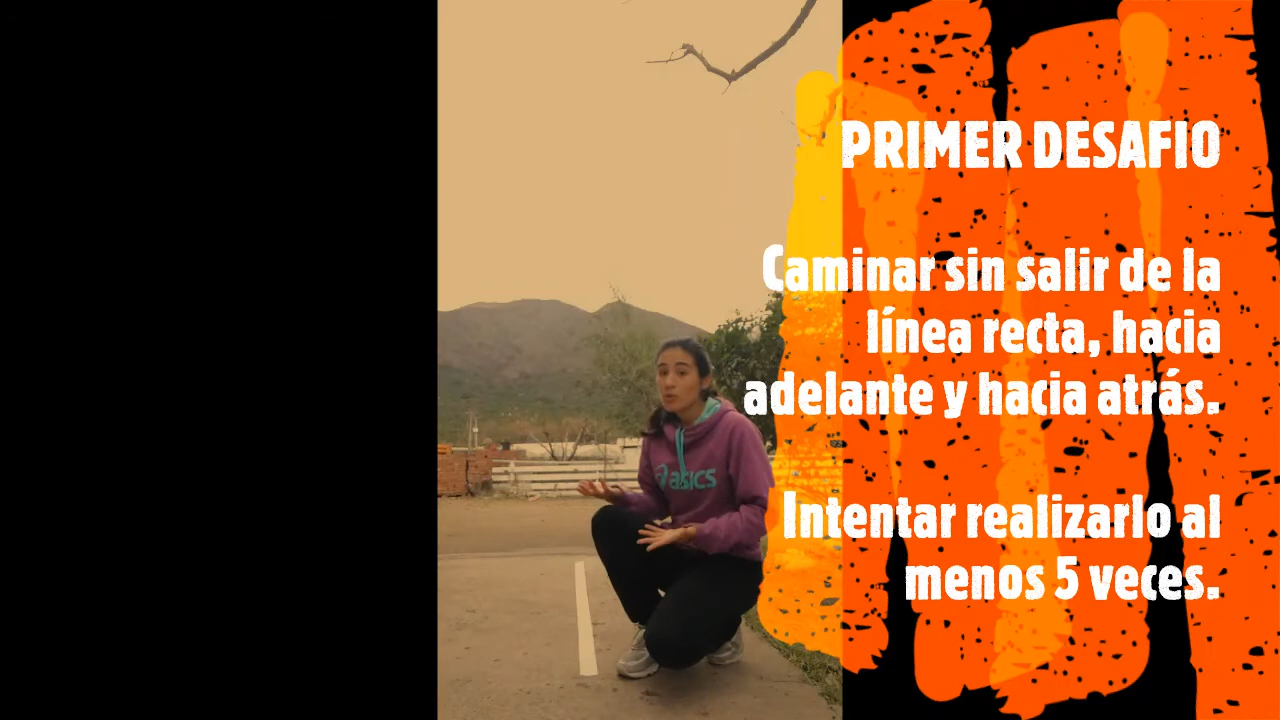 PRIMER DESAFIO
Caminar sin salir de la
línea recta, hacia
adelante y hacia atrás.
Intentar realizarlo al
menos 5 veces.
asics